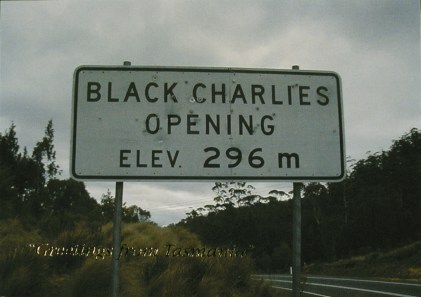 BLACK CHARLIES
OPENING
ELEV. 296 m
"Greetings from Tasmania"